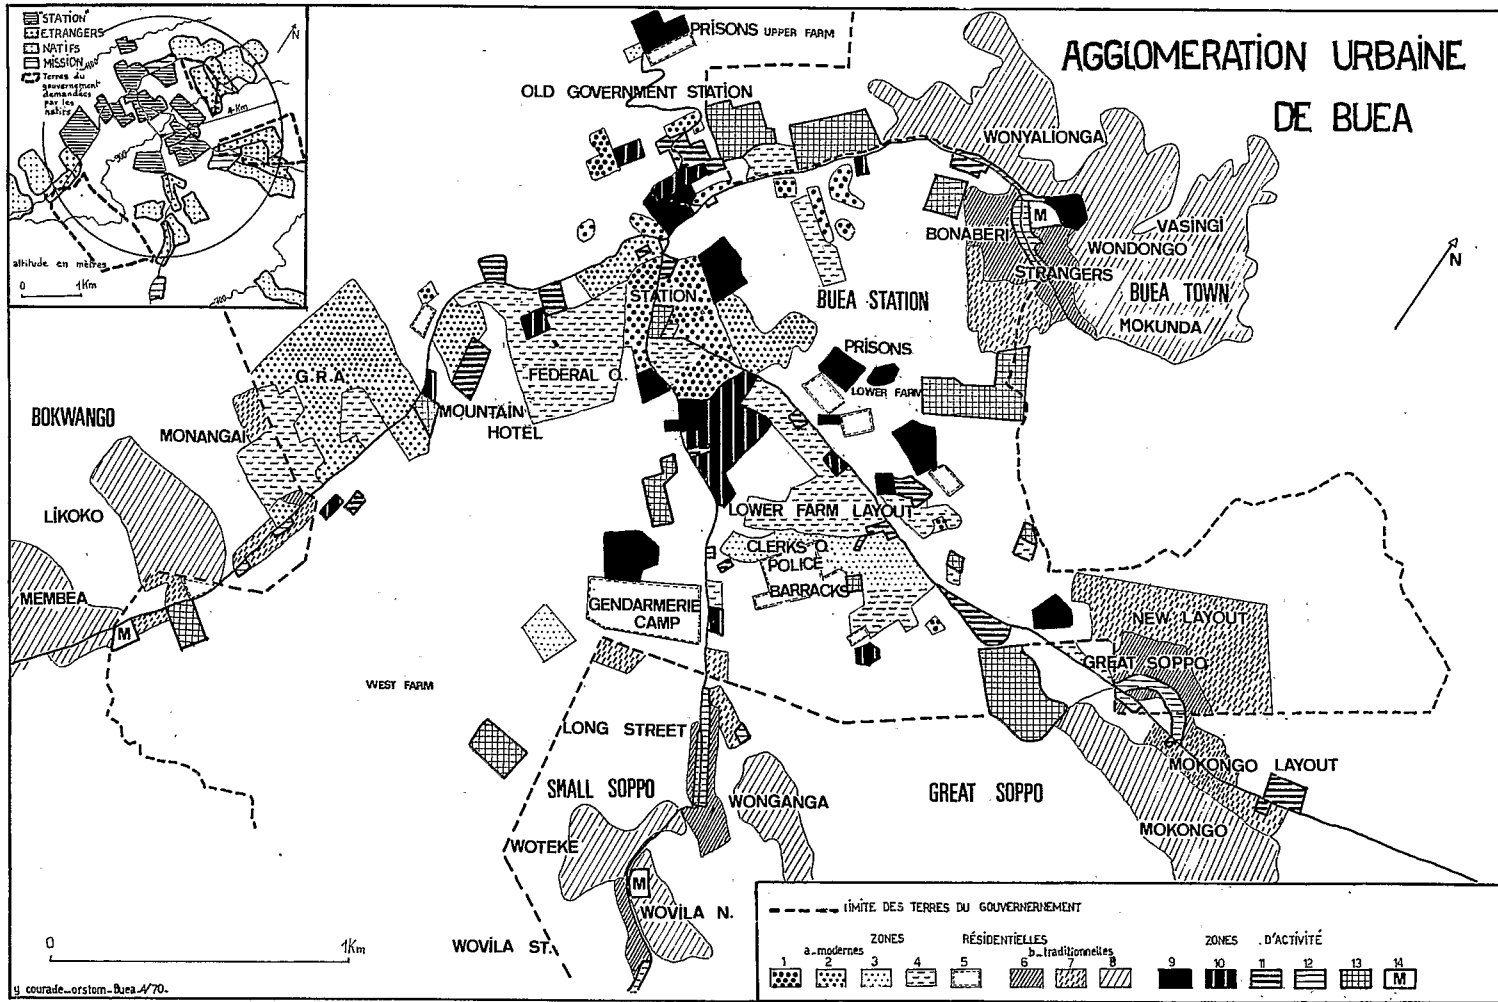 "STATION"
ETRANGERS
NATIFS
MISSION
Terres du
gouvernement
demandées
par les
natifs
N
4 Km
altitude en mètres
0 1Km
AGGLOMERATION URBAINE
DE BUEA
PRISONS UPPER FARM
OLD GOVERNMENT STATION
WONYALIONGA
M
BONABERI
VASINGI
WONDONGO
STRANGERS
BUEA TOWN
MOKUNDA
N
STATION
BUEA STATION
PRISONS
LOWER FARM
G.R.A.
FEDERAL Q.
MOUNTAIN
HOTEL
BOKWANGO
MONANGAI
LIKOKO
MEMBEA
M
LOWER FARM LAYOUT
CLERKS Q.
POLICE
BARRACKS
GENDARMERIE
CAMP
NEW LAYOUT
GREAT SOPPO
WEST FARM
LONG STREET
MOKONGO LAYOUT
SMALL SOPPO
WONGANGA
GREAT SOPPO
MOKONGO
WOTEKE
M
WOVILA N.
WOVILA ST.
0 1Km
LIMITE DES TERRES DU GOUVERNERNEMENT
ZONES RÉSIDENTIELLES ZONES D'ACTIVITÉ
a_modernes b_traditionnelles
1 2 3 4 5 6 7 8 9 10 11 12 13 14
M
y courade_orstom_Buea_4/70_